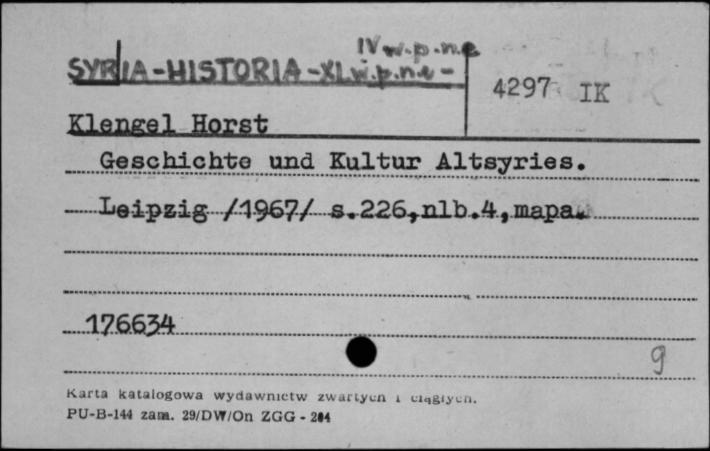 IV w.p.n.e
SYRIA-HISTORIA-XL w.p.n.e-
4297 IK
Klengel Horst
Geschichte und Kultur Altsyries.
Leipzig /1967/ s.226,nlb.4,mapa.
176634
9
Karta katalogowa wydawnictw zwartych i ciągłych.
PU-B-144 zam. 29/DW/On ZGG - 204